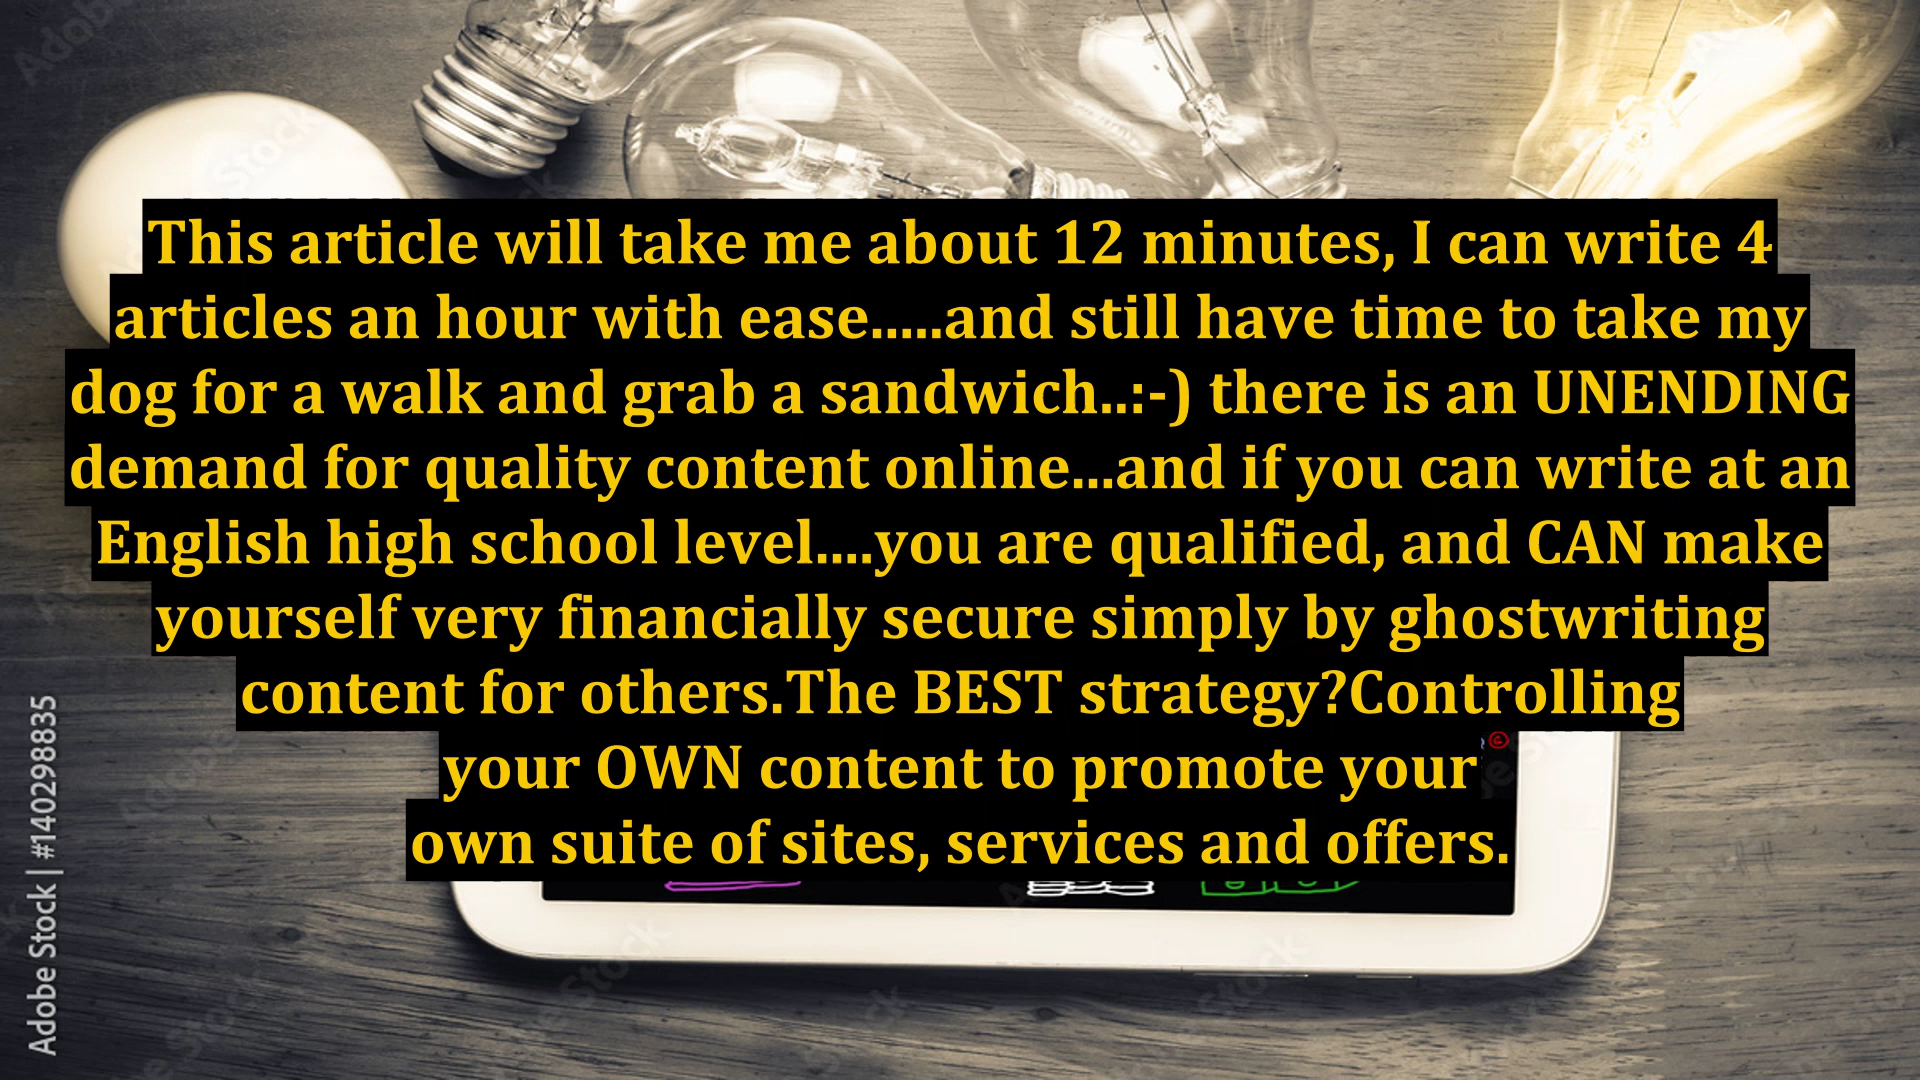 This article will take me about 12 minutes, I can write 4
articles an hour with ease.....and still have time to take my
dog for a walk and grab a sandwich..:-) there is an UNENDING
demand for quality content online...and if you can write at an
English high school level....you are qualified, and CAN make
yourself very financially secure simply by ghostwriting
content for others.The BEST strategy?Controlling
your OWN content to promote your
own suite of sites, services and offers.
Adobe Stock | #140298835